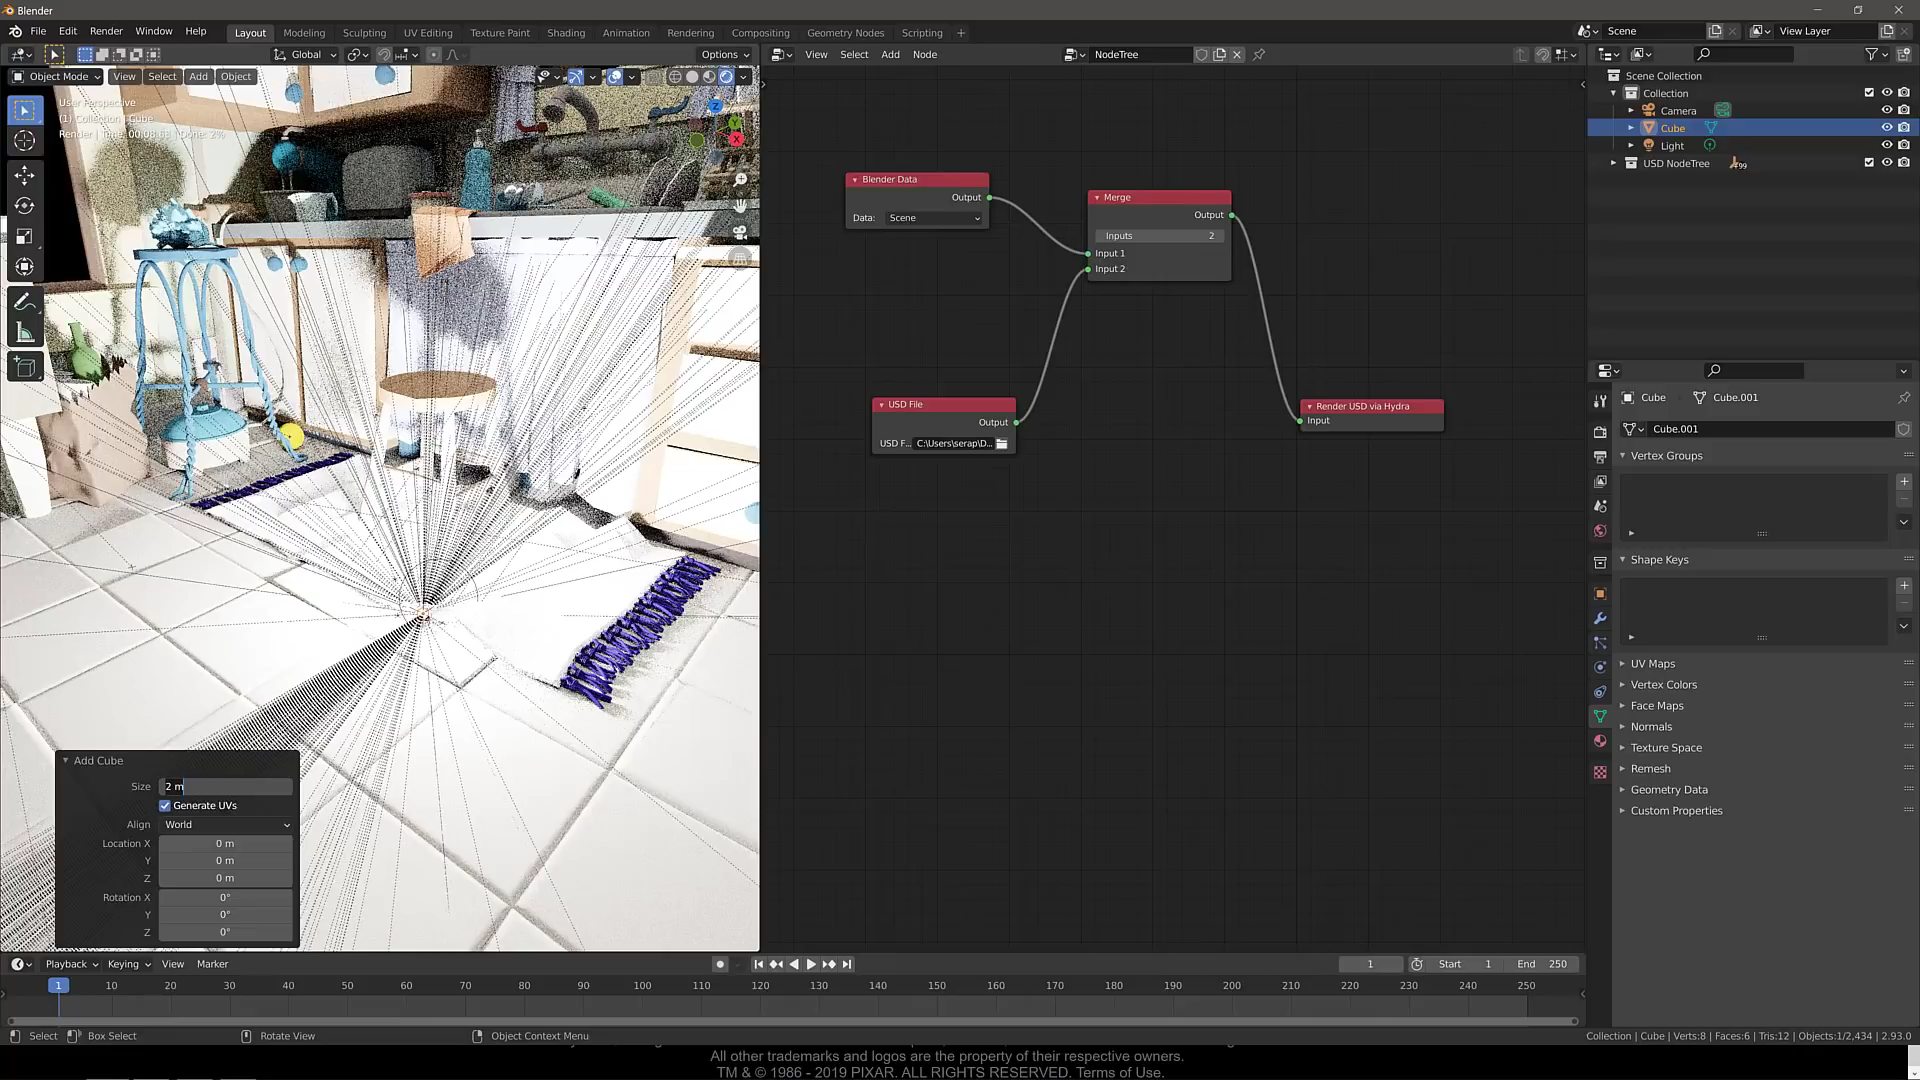 Blender
File Edit Render Window Help
Layout Modeling Sculpting UV Editing Texture Paint Shading Animation Rendering Compositing Geometry Nodes Scripting +
Scene
View Layer
Global
Options
View Select Add Node
NodeTree
Object Mode View Select Add Object
User Perspective
(1) Collection | Cube
Z
Y
X
Blender Data
Output
Data: Scene
Merge
Output
Inputs 2
Input 1
Input 2
USD File
Output
USD F... C:\Users\serap\D...
Render USD via Hydra
Input
Scene Collection
Collection
Camera
Cube
Light
USD NodeTree
99
Cube Cube.001
Cube.001
Vertex Groups
Shape Keys
UV Maps
Vertex Colors
Face Maps
Normals
Texture Space
Remesh
Geometry Data
Custom Properties
Add Cube
Size 2 m
Generate UVs
Align World
Location X 0 m
Y 0 m
Z 0 m
Rotation X 0°
Y 0°
Z 0°
Playback Keying View Marker
1 Start 1 End 250
1 10 20 30 40 50 60 70 80 90 100 110 120 130 140 150 160 170 180 190 200 210 220 230 240 250
Select Box Select Rotate View Object Context Menu
Collection | Cube | Verts:8 | Faces:6 | Tris:12 | Objects:1/2,434 | 2.93.0
All other trademarks and logos are the property of their respective owners.
TM & © 1986 - 2019 PIXAR. ALL RIGHTS RESERVED. Terms of Use.